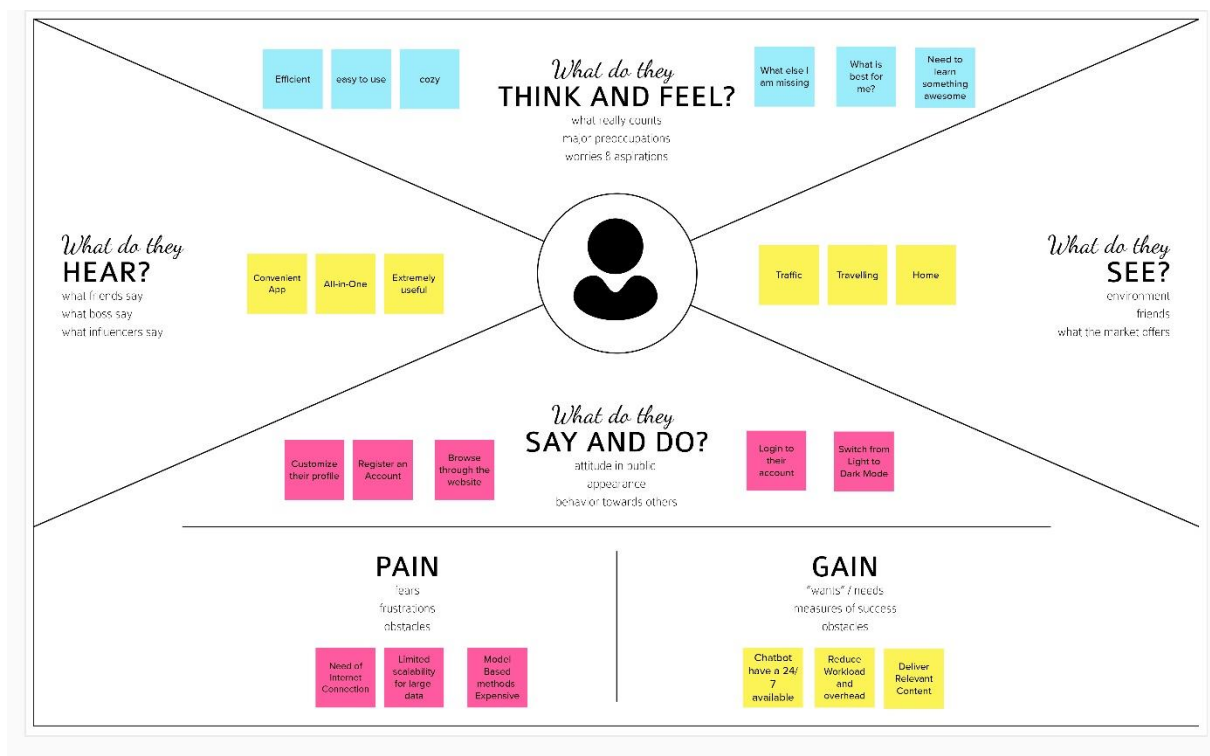 Efficient
easy to use
cozy
What do they
THINK AND FEEL?
what really counts
major preoccupations
worries & aspirations
What else I
am missing
What is
best for
me?
Need to
learn
something
awesome
What do they
HEAR?
what friends say
what boss say
what influencers say
Convenient
App
All-in-One
Extremely
useful
Traffic
Travelling
Home
What do they
SEE?
environment
friends
what the market offers
What do they
SAY AND DO?
attitude in public
appearance
behavior towards others
Customize
their profile
Register an
Account
Browse
through the
website
Login to
their
account
Switch from
Light to
Dark Mode
PAIN
fears
frustrations
obstacles
Need of
Internet
Connection
Limited
scalability
for large
data
Model
Based
methods
Expensive
GAIN
"wants" / needs
measures of success
obstacles
Chatbot
have a 24/
7
available
Reduce
Workload
and
overhead
Deliver
Relevant
Content